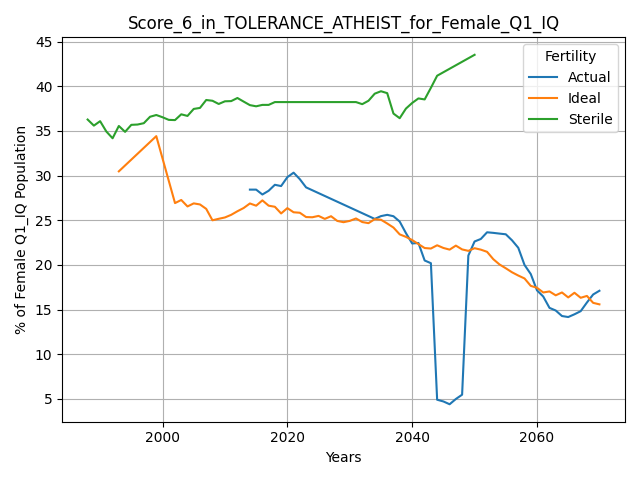 Score_6_in_TOLERANCE_ATHEIST_for_Female_Q1_IQ
% of Female Q1_IQ Population
45
40
35
30
25
20
15
10
5
Fertility
Actual
Ideal
Sterile
2000
2020
2040
2060
Years